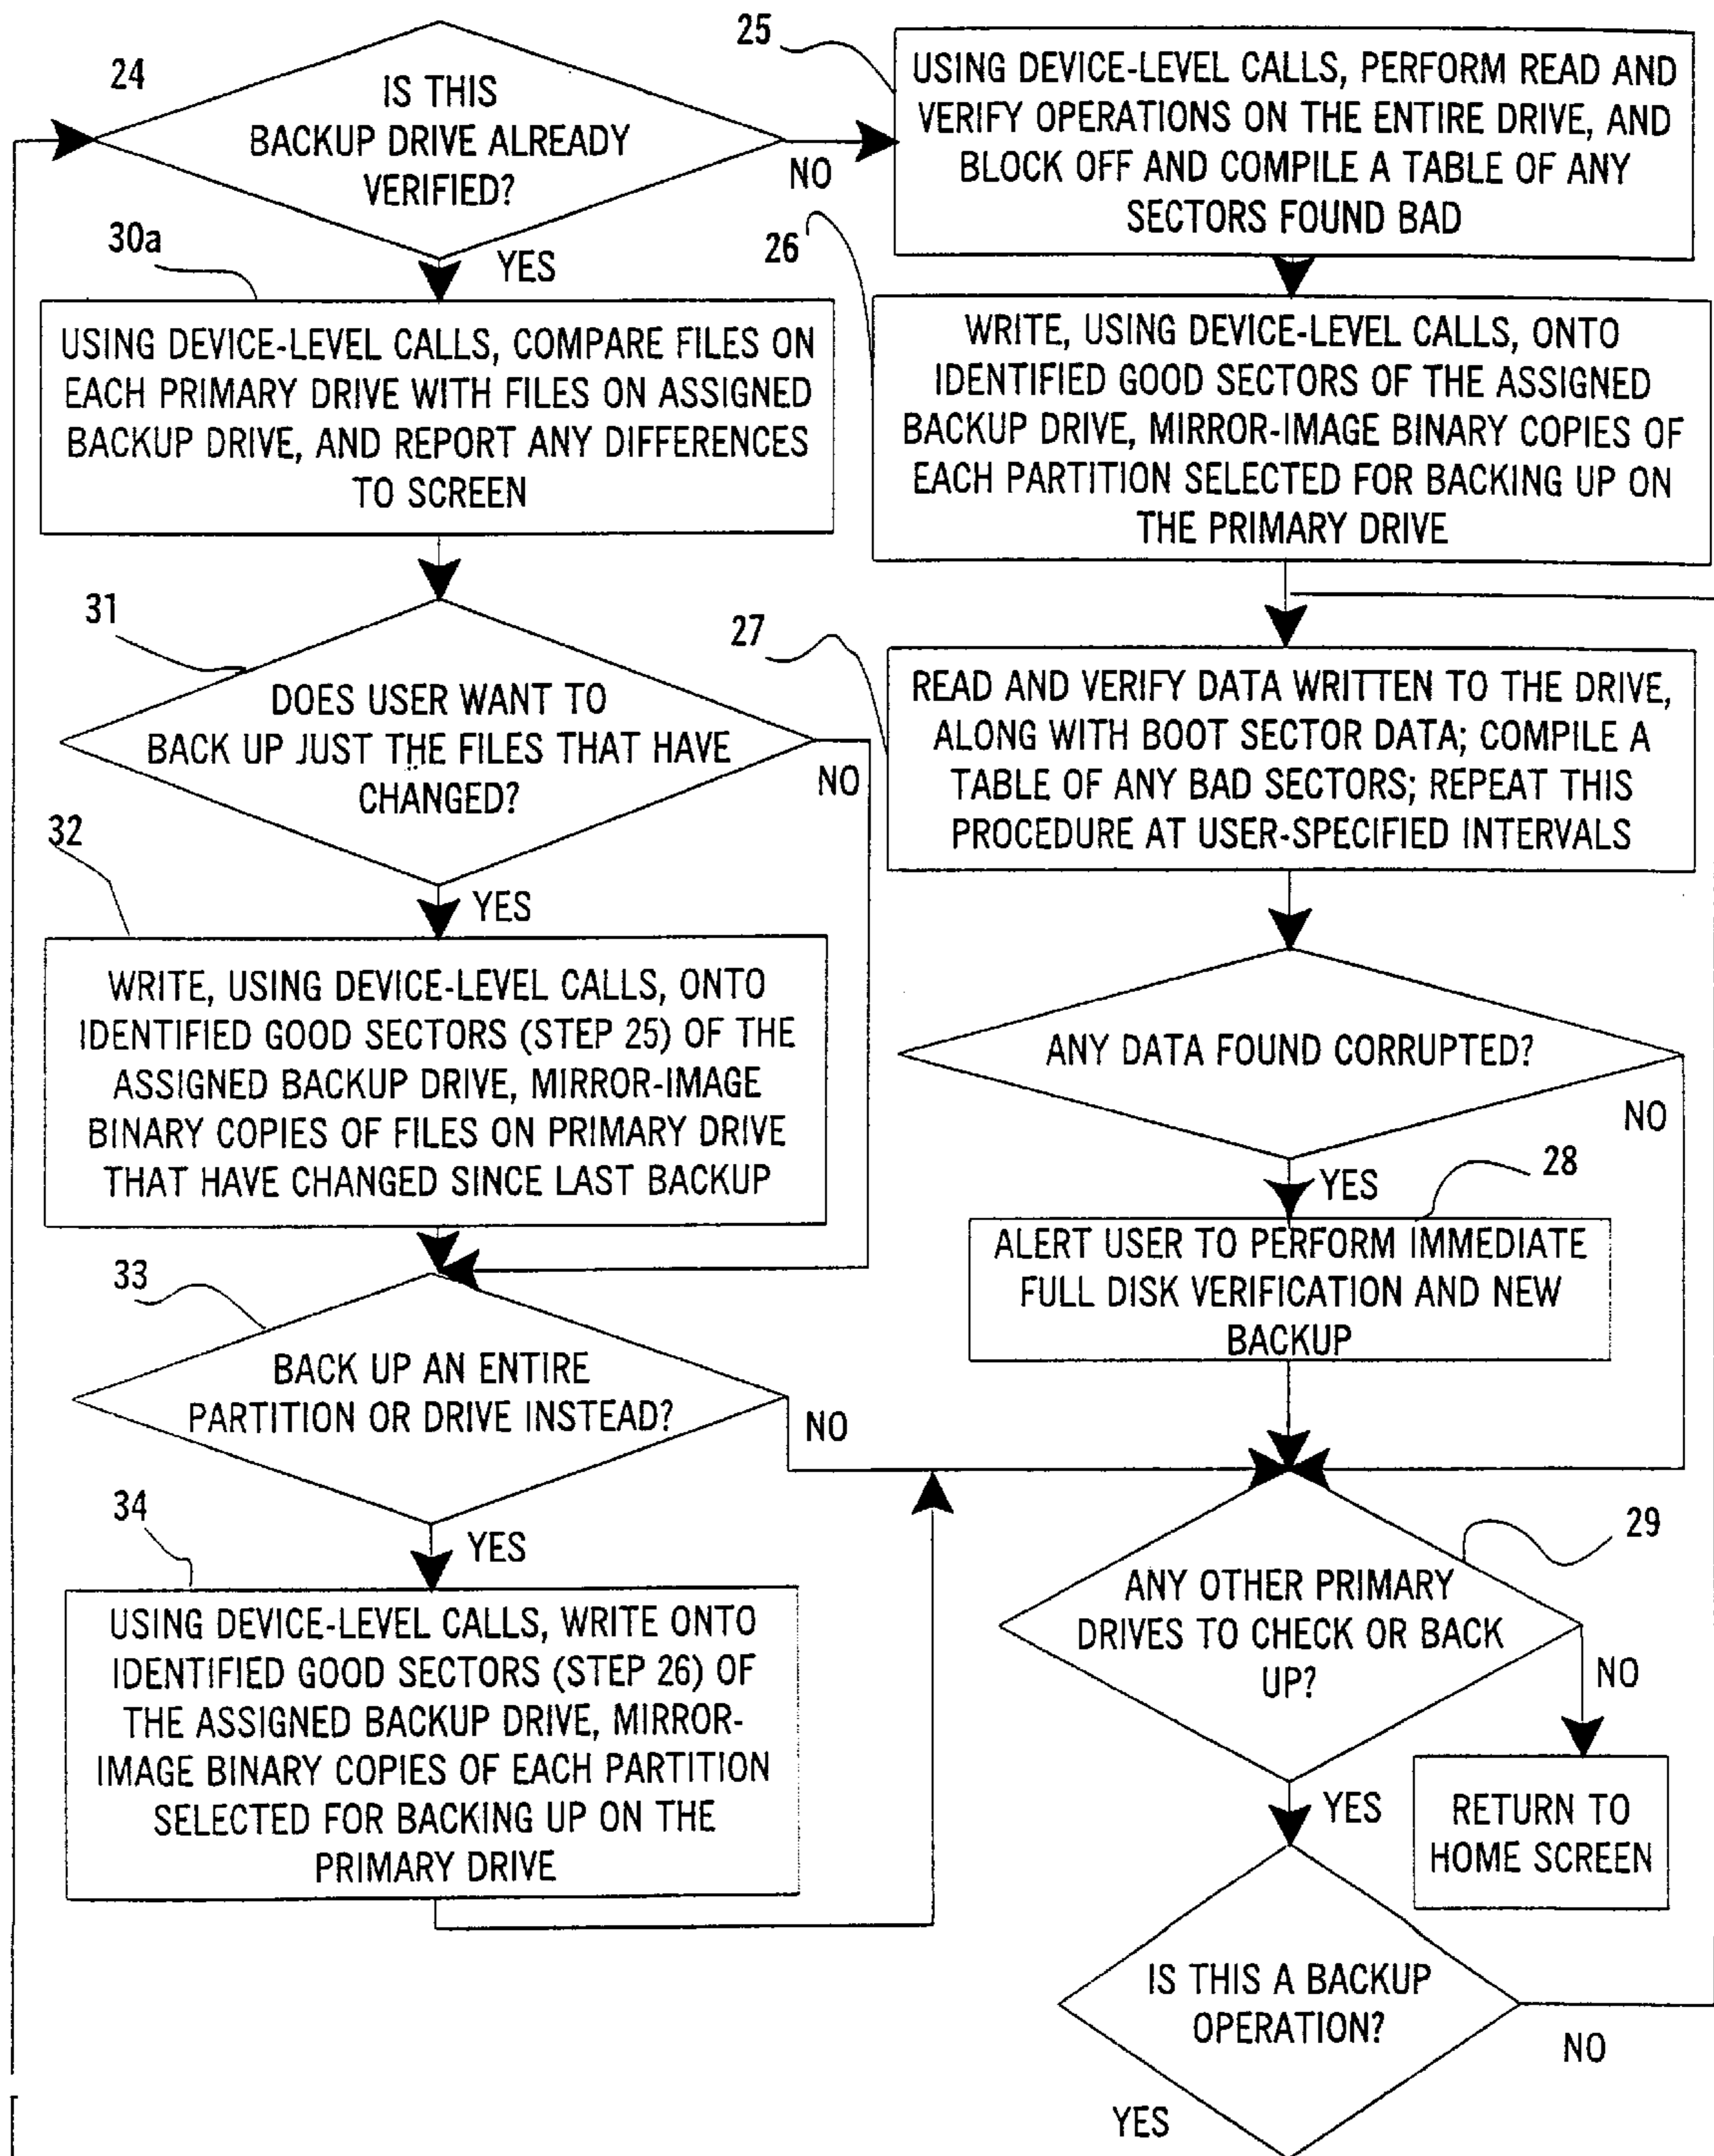 24
IS THIS
BACKUP DRIVE ALREADY
VERIFIED?
NO
YES
25
USING DEVICE-LEVEL CALLS, PERFORM READ AND
VERIFY OPERATIONS ON THE ENTIRE DRIVE, AND
BLOCK OFF AND COMPILE A TABLE OF ANY
SECTORS FOUND BAD
30a
USING DEVICE-LEVEL CALLS, COMPARE FILES ON
EACH PRIMARY DRIVE WITH FILES ON ASSIGNED
BACKUP DRIVE, AND REPORT ANY DIFFERENCES
TO SCREEN
26
WRITE, USING DEVICE-LEVEL CALLS, ONTO
IDENTIFIED GOOD SECTORS OF THE ASSIGNED
BACKUP DRIVE, MIRROR-IMAGE BINARY COPIES OF
EACH PARTITION SELECTED FOR BACKING UP ON
THE PRIMARY DRIVE
31
DOES USER WANT TO
BACK UP JUST THE FILES THAT HAVE
CHANGED?
NO
YES
27
READ AND VERIFY DATA WRITTEN TO THE DRIVE,
ALONG WITH BOOT SECTOR DATA; COMPILE A
TABLE OF ANY BAD SECTORS; REPEAT THIS
PROCEDURE AT USER-SPECIFIED INTERVALS
32
WRITE, USING DEVICE-LEVEL CALLS, ONTO
IDENTIFIED GOOD SECTORS (STEP 25) OF THE
ASSIGNED BACKUP DRIVE, MIRROR-IMAGE
BINARY COPIES OF FILES ON PRIMARY DRIVE
THAT HAVE CHANGED SINCE LAST BACKUP
ANY DATA FOUND CORRUPTED?
NO
YES
28
ALERT USER TO PERFORM IMMEDIATE
FULL DISK VERIFICATION AND NEW
BACKUP
33
BACK UP AN ENTIRE
PARTITION OR DRIVE INSTEAD?
NO
YES
34
USING DEVICE-LEVEL CALLS, WRITE ONTO
IDENTIFIED GOOD SECTORS (STEP 26) OF
THE ASSIGNED BACKUP DRIVE, MIRROR-
IMAGE BINARY COPIES OF EACH PARTITION
SELECTED FOR BACKING UP ON THE
PRIMARY DRIVE
29
ANY OTHER PRIMARY
DRIVES TO CHECK OR BACK
UP?
NO
YES
RETURN TO
HOME SCREEN
IS THIS A BACKUP
OPERATION?
NO
YES